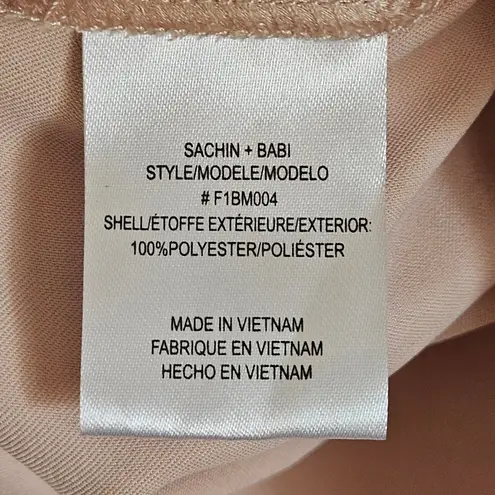 SACHIN + BABI
STYLE/MODELE/MODELO
# F1BM004
SHELL/ÉTOFFE EXTÉRIEURE/EXTERIOR:
100%POLYESTER/POLIÉSTER
MADE IN VIETNAM
FABRIQUE EN VIETNAM
HECHO EN VIETNAM